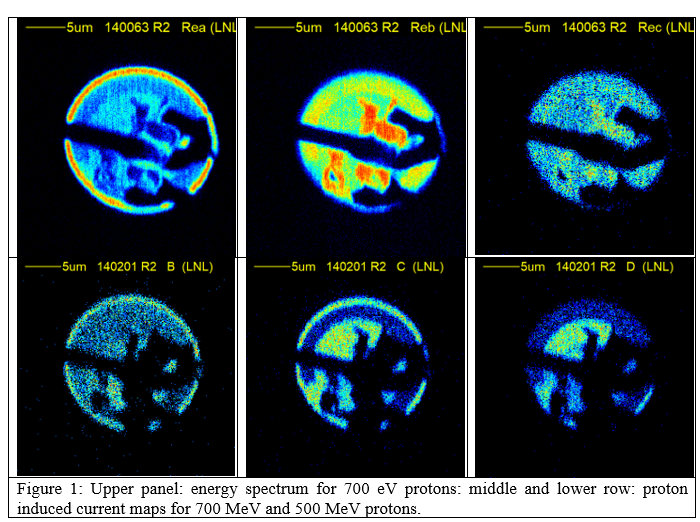 5um 140063 R2 Rea (LNL
5um 140063 R2 Reb (LNL
5um 140063 R2 Rec (LNL)
5um 140201 R2 B (LNL)
5um 140201 R2 C (LNL)
5um 140201 R2 D (LNL)
Figure 1: Upper panel: energy spectrum for 700 eV protons: middle and lower row: proton
induced current maps for 700 MeV and 500 MeV protons.